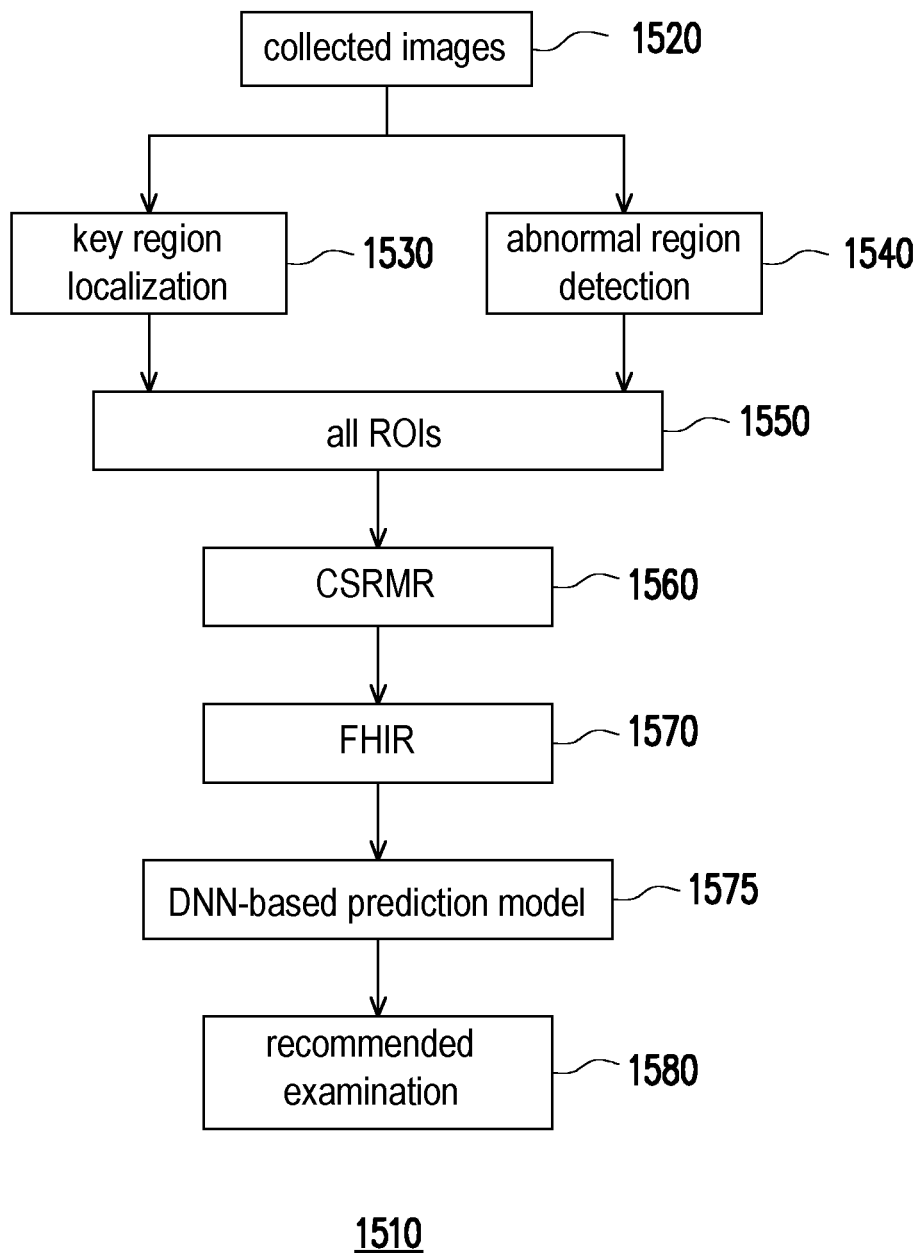 collected images
1520
key region
localization
1530
abnormal region
detection
1540
all ROIs
1550
CSRMR
1560
FHIR
1570
DNN-based prediction model
1575
recommended
examination
1580
1510